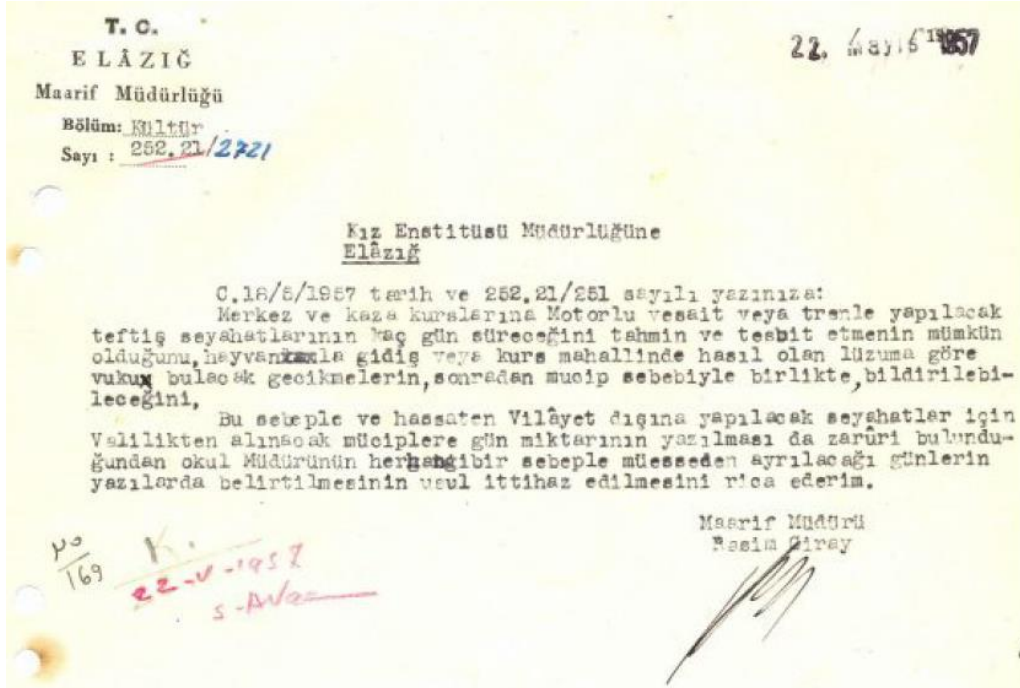 T. C.
ELÂZIĞ
Maarif Müdürlüğü
Bölüm: Kültür
Sayı : 252.21/2721
22. Mayıs 1957
Kız Enstitüsü Müdürlüğüne
Elâzığ
C.18/5/1957 tarih ve 252.21/251 sayılı yazınıza:
Merkez ve kaza kurslarına Motorlu vesait veya trenle yapılacak
teftiş seyahatlarının kaç gün süreceğini tahmin ve tesbit etmenin mümkün
olduğunu,hayvanla gidiş veya kurs mahallinde hasıl olan lüzuma göre
vuku bulacak gecikmelerin,sonradan mucip sebebiyle birlikte,bildirilebi-
leceğini,
Bu sebeple ve hassaten Vilâyet dışına yapılacak seyahatlar için
Valilikten alınacak müciplere gün miktarının yazılması da zarûri bulundu-
ğundan okul Müdürünün herhangibir sebeple müesseden ayrılacağı günlerin
yazılarda belirtilmesinin usul ittihaz edilmesini rica ederim.
Maarif Müdürü
Rasim Giray
169
K.
22-V-1957